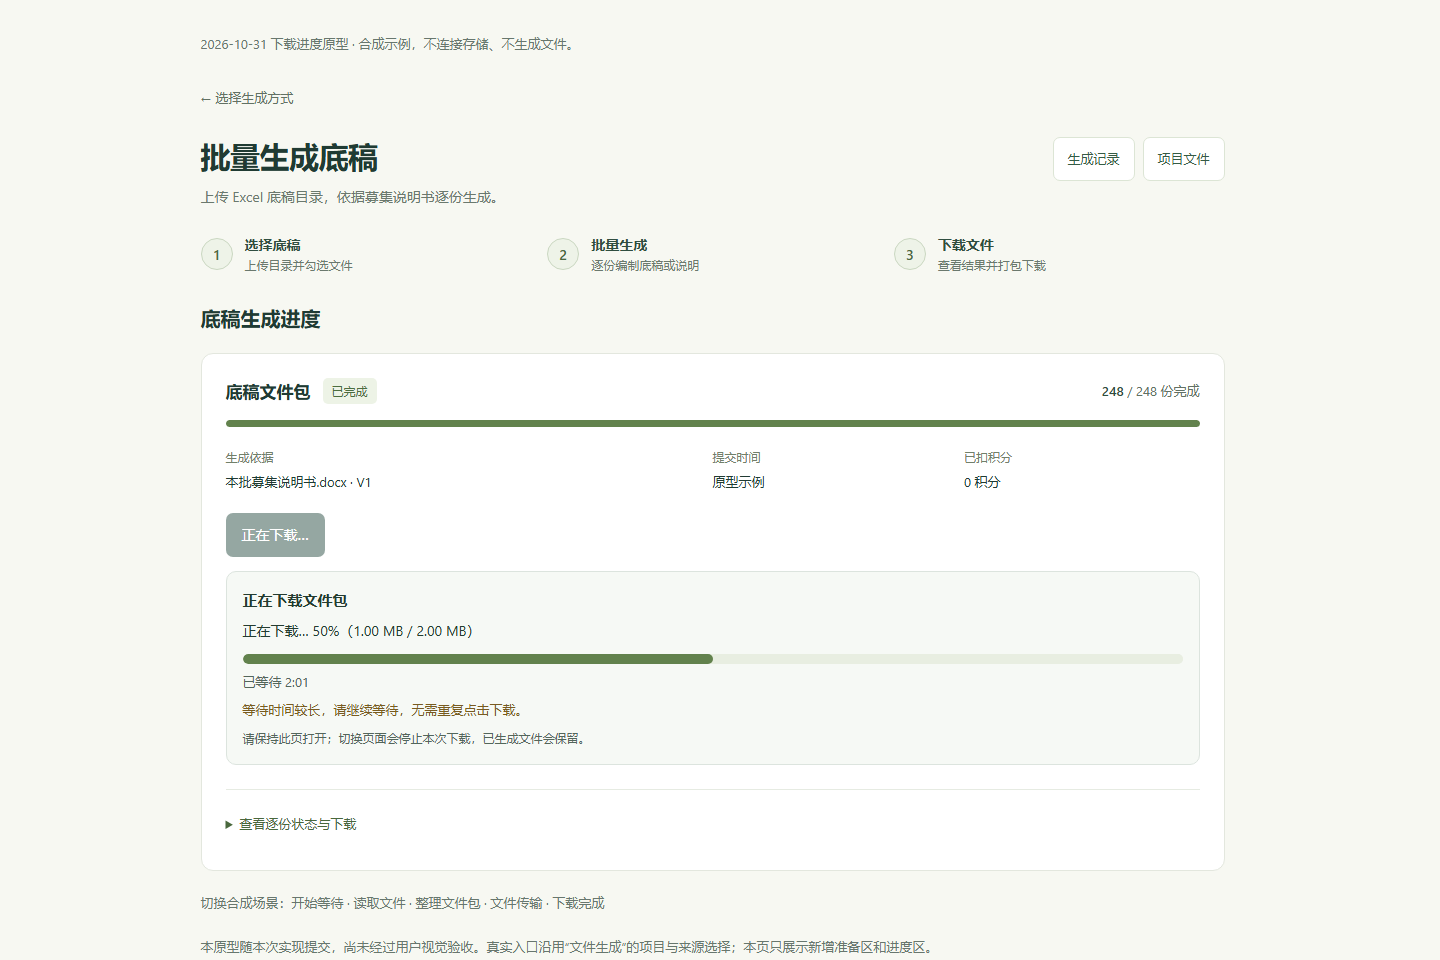 2026-10-31 下载进度原型 · 合成示例，不连接存储、不生成文件。
← 选择生成方式
批量生成底稿
生成记录
项目文件
上传 Excel 底稿目录，依据募集说明书逐份生成。
1
选择底稿
上传目录并勾选文件
2
批量生成
逐份编制底稿或说明
3
下载文件
查看结果并打包下载
底稿生成进度
底稿文件包
已完成
248 / 248 份完成
生成依据
本批募集说明书.docx · V1
提交时间
原型示例
已扣积分
0 积分
正在下载...
正在下载文件包
正在下载... 50%（1.00 MB / 2.00 MB）
已等待 2:01
等待时间较长，请继续等待，无需重复点击下载。
请保持此页打开；切换页面会停止本次下载，已生成文件会保留。
▶ 查看逐份状态与下载
切换合成场景：开始等待 · 读取文件 · 整理文件包 · 文件传输 · 下载完成
本原型随本次实现提交，尚未经过用户视觉验收。真实入口沿用“文件生成”的项目与来源选择；本页只展示新增准备区和进度区。